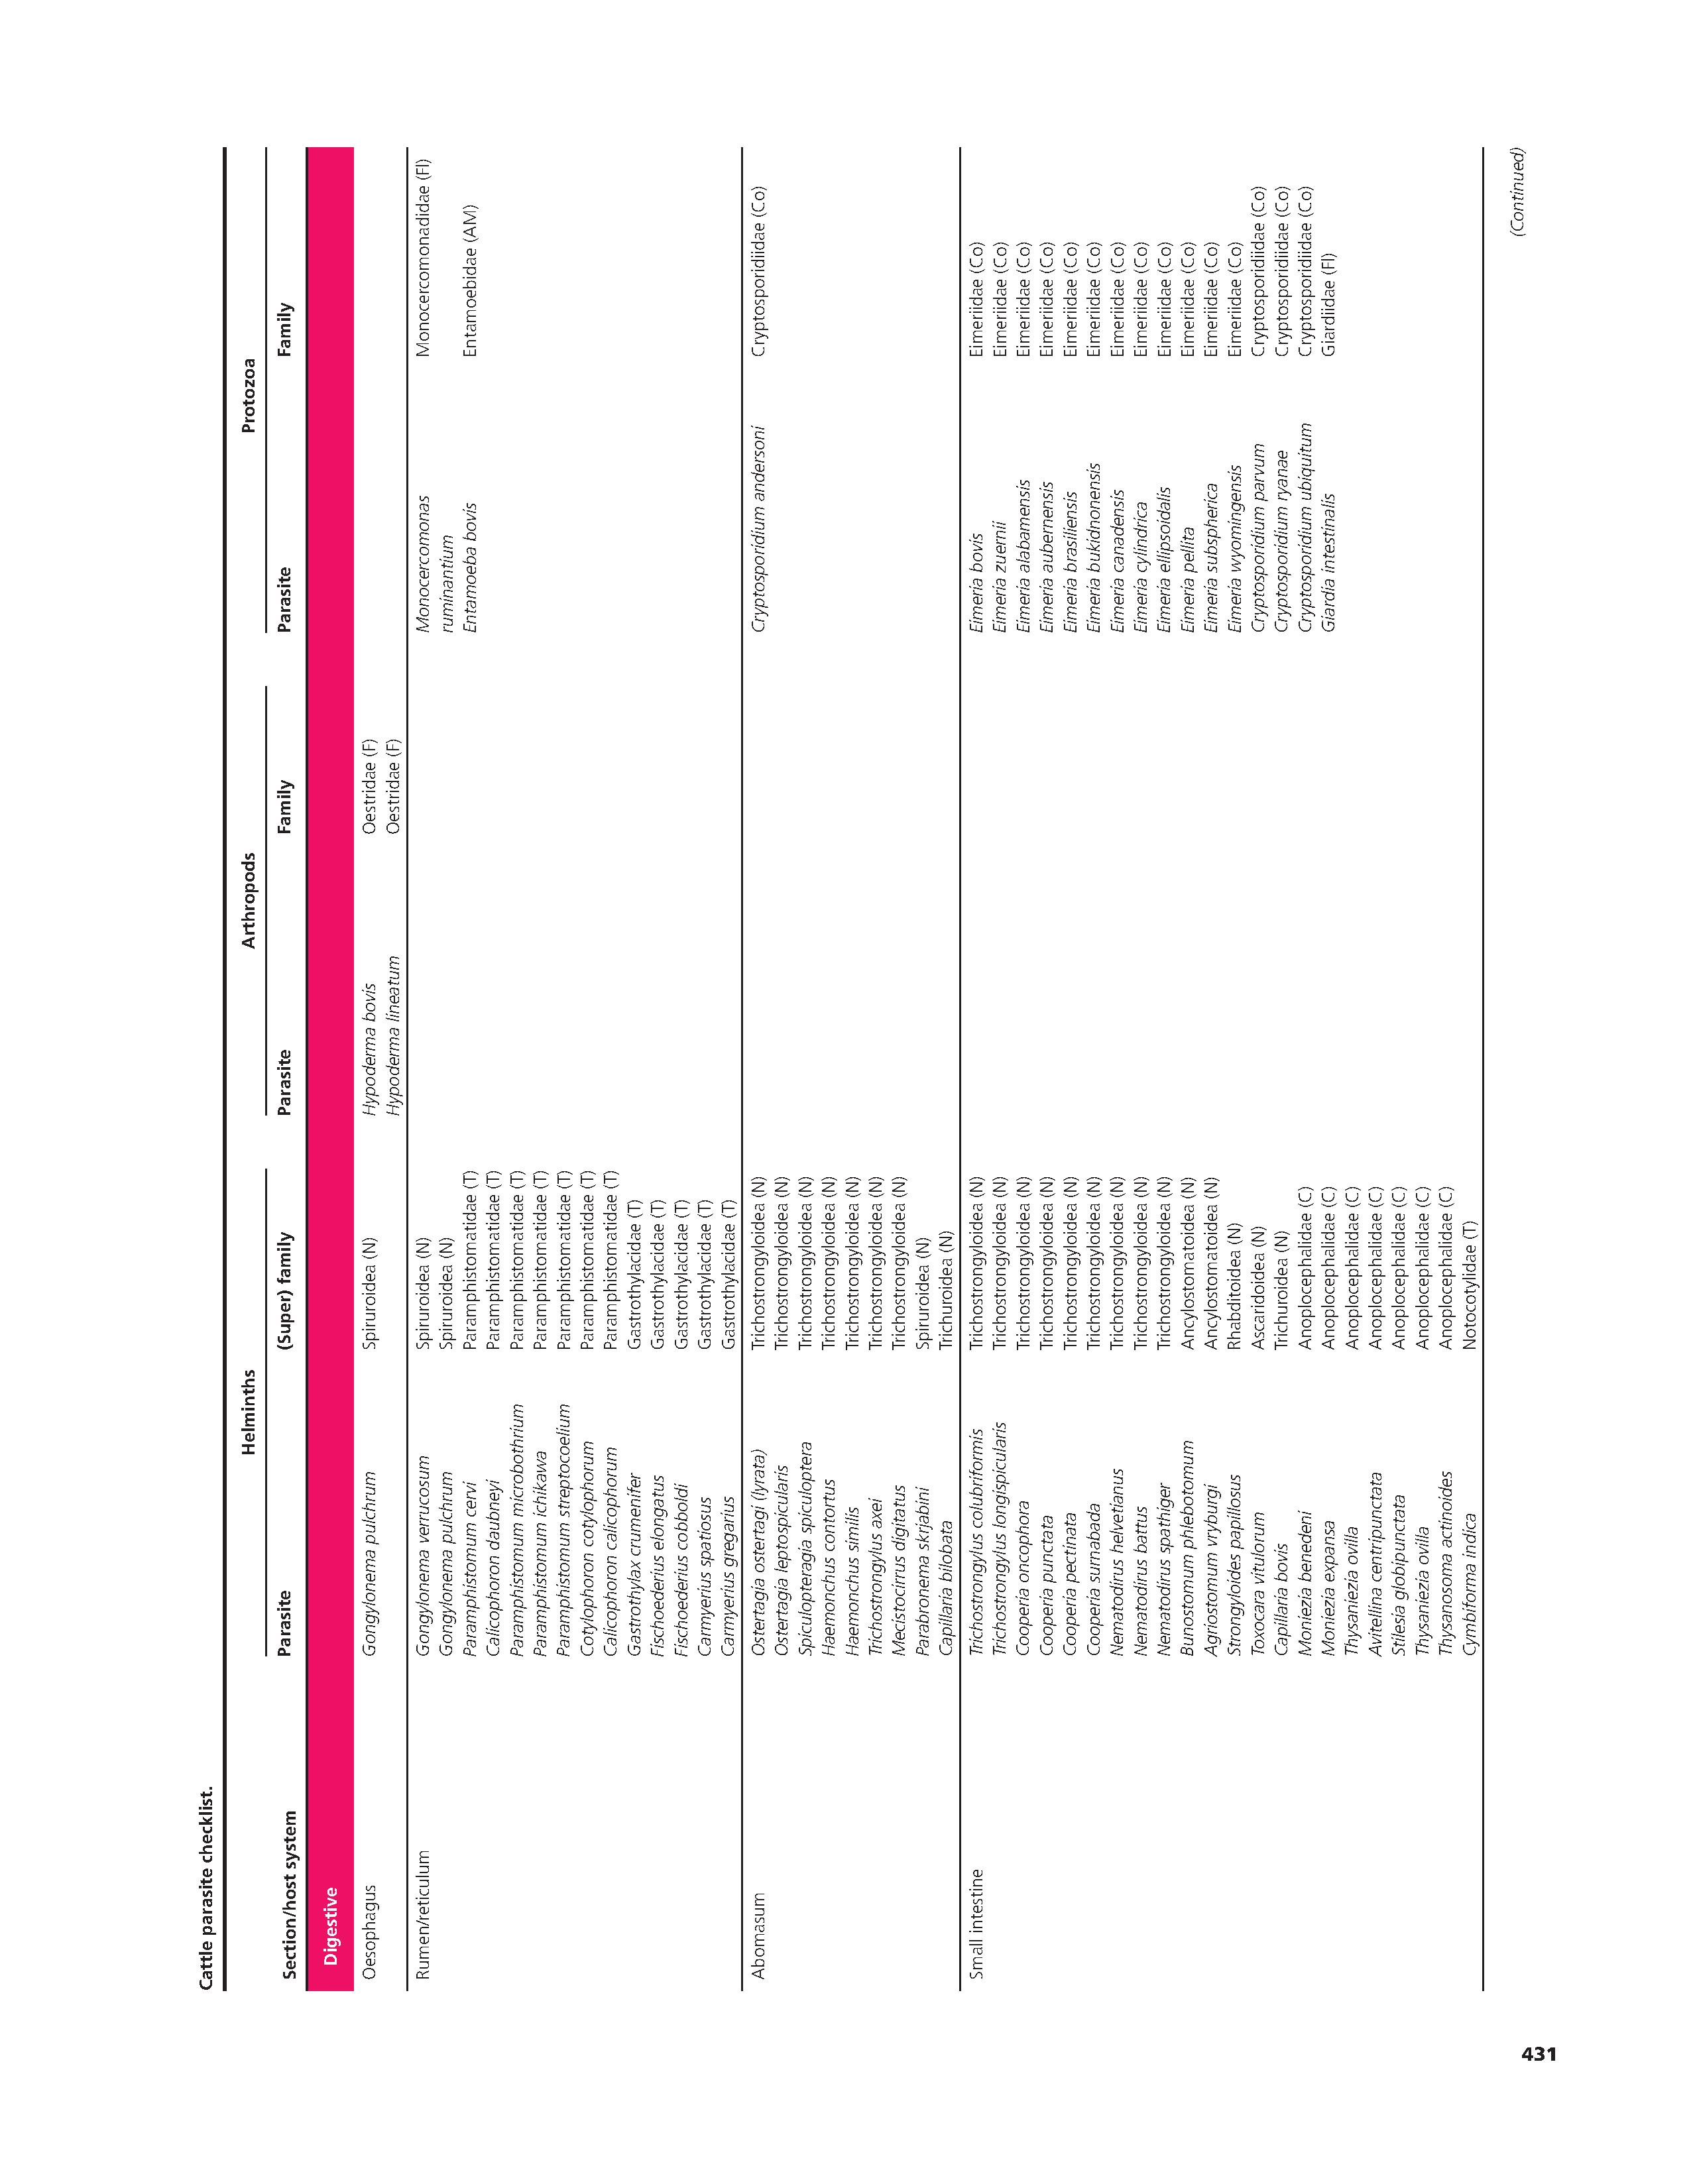 Cattle parasite checklist.
Helminths Arthropods Protozoa
Section/host system Parasite (Super) family Parasite Family Parasite Family
Digestive
Oesophagus Gongylonema pulchrum Spiruroidea (N) Hypoderma bovis Oestridae (F)
Hypoderma lineatum Oestridae (F)
Rumen/reticulum Gongylonema verrucosum Spiruroidea (N) Monocercomonas Monocercomonadidae (Fl)
Gongylonema pulchrum Spiruroidea (N) ruminantium
Paramphistomum cervi Paramphistomatidae (T) Entamoeba bovis Entamoebidae (AM)
Calicophoron daubneyi Paramphistomatidae (T)
Paramphistomum microbothrium Paramphistomatidae (T)
Paramphistomum ichikawa Paramphistomatidae (T)
Paramphistomum streptocoelium Paramphistomatidae (T)
Cotylophoron cotylophorum Paramphistomatidae (T)
Calicophoron calicophorum Paramphistomatidae (T)
Gastrothylax crumenifer Gastrothylacidae (T)
Fischoederius elongatus Gastrothylacidae (T)
Fischoederius cobboldi Gastrothylacidae (T)
Carmyerius spatiosus Gastrothylacidae (T)
Carmyerius gregarius Gastrothylacidae (T)
Abomasum Ostertagia ostertagi (lyrata) Trichostrongyloidea (N) Cryptosporidium andersoni Cryptosporidiidae (Co)
Ostertagia leptospicularis Trichostrongyloidea (N)
Spiculopteragia spiculoptera Trichostrongyloidea (N)
Haemonchus contortus Trichostrongyloidea (N)
Haemonchus similis Trichostrongyloidea (N)
Trichostrongylus axei Trichostrongyloidea (N)
Mecistocirrus digitatus Trichostrongyloidea (N)
Parabronema skrjabini Spiruroidea (N)
Capillaria bilobata Trichuroidea (N)
Small intestine Trichostrongylus colubriformis Trichostrongyloidea (N) Eimeria bovis Eimeriidae (Co)
Trichostrongylus longispicularis Trichostrongyloidea (N) Eimeria zuernii Eimeriidae (Co)
Cooperia oncophora Trichostrongyloidea (N) Eimeria alabamensis Eimeriidae (Co)
Cooperia punctata Trichostrongyloidea (N) Eimeria aubernensis Eimeriidae (Co)
Cooperia pectinata Trichostrongyloidea (N) Eimeria brasiliensis Eimeriidae (Co)
Cooperia surnabada Trichostrongyloidea (N) Eimeria bukidnonensis Eimeriidae (Co)
Nematodirus helvetianus Trichostrongyloidea (N) Eimeria canadensis Eimeriidae (Co)
Nematodirus battus Trichostrongyloidea (N) Eimeria cylindrica Eimeriidae (Co)
Nematodirus spathiger Trichostrongyloidea (N) Eimeria ellipsoidalis Eimeriidae (Co)
Bunostomum phlebotomum Ancylostomatoidea (N) Eimeria pellita Eimeriidae (Co)
Agriostomum vryburgi Ancylostomatoidea (N) Eimeria subspherica Eimeriidae (Co)
Strongyloides papillosus Rhabditoidea (N) Eimeria wyomingensis Eimeriidae (Co)
Toxocara vitulorum Ascaridoidea (N) Cryptosporidium parvum Cryptosporidiidae (Co)
Capillaria bovis Trichuroidea (N) Cryptosporidium ryanae Cryptosporidiidae (Co)
Moniezia benedeni Anoplocephalidae (C) Cryptosporidium ubiquitum Cryptosporidiidae (Co)
Moniezia expansa Anoplocephalidae (C) Giardia intestinalis Giardiidae (Fl)
Thysaniezia ovilla Anoplocephalidae (C)
Avitellina centripunctata Anoplocephalidae (C)
Stilesia globipunctata Anoplocephalidae (C)
Thysaniezia ovilla Anoplocephalidae (C)
Thysanosoma actinoides Anoplocephalidae (C)
Cymbiforma indica Notocotylidae (T)
(Continued)
431